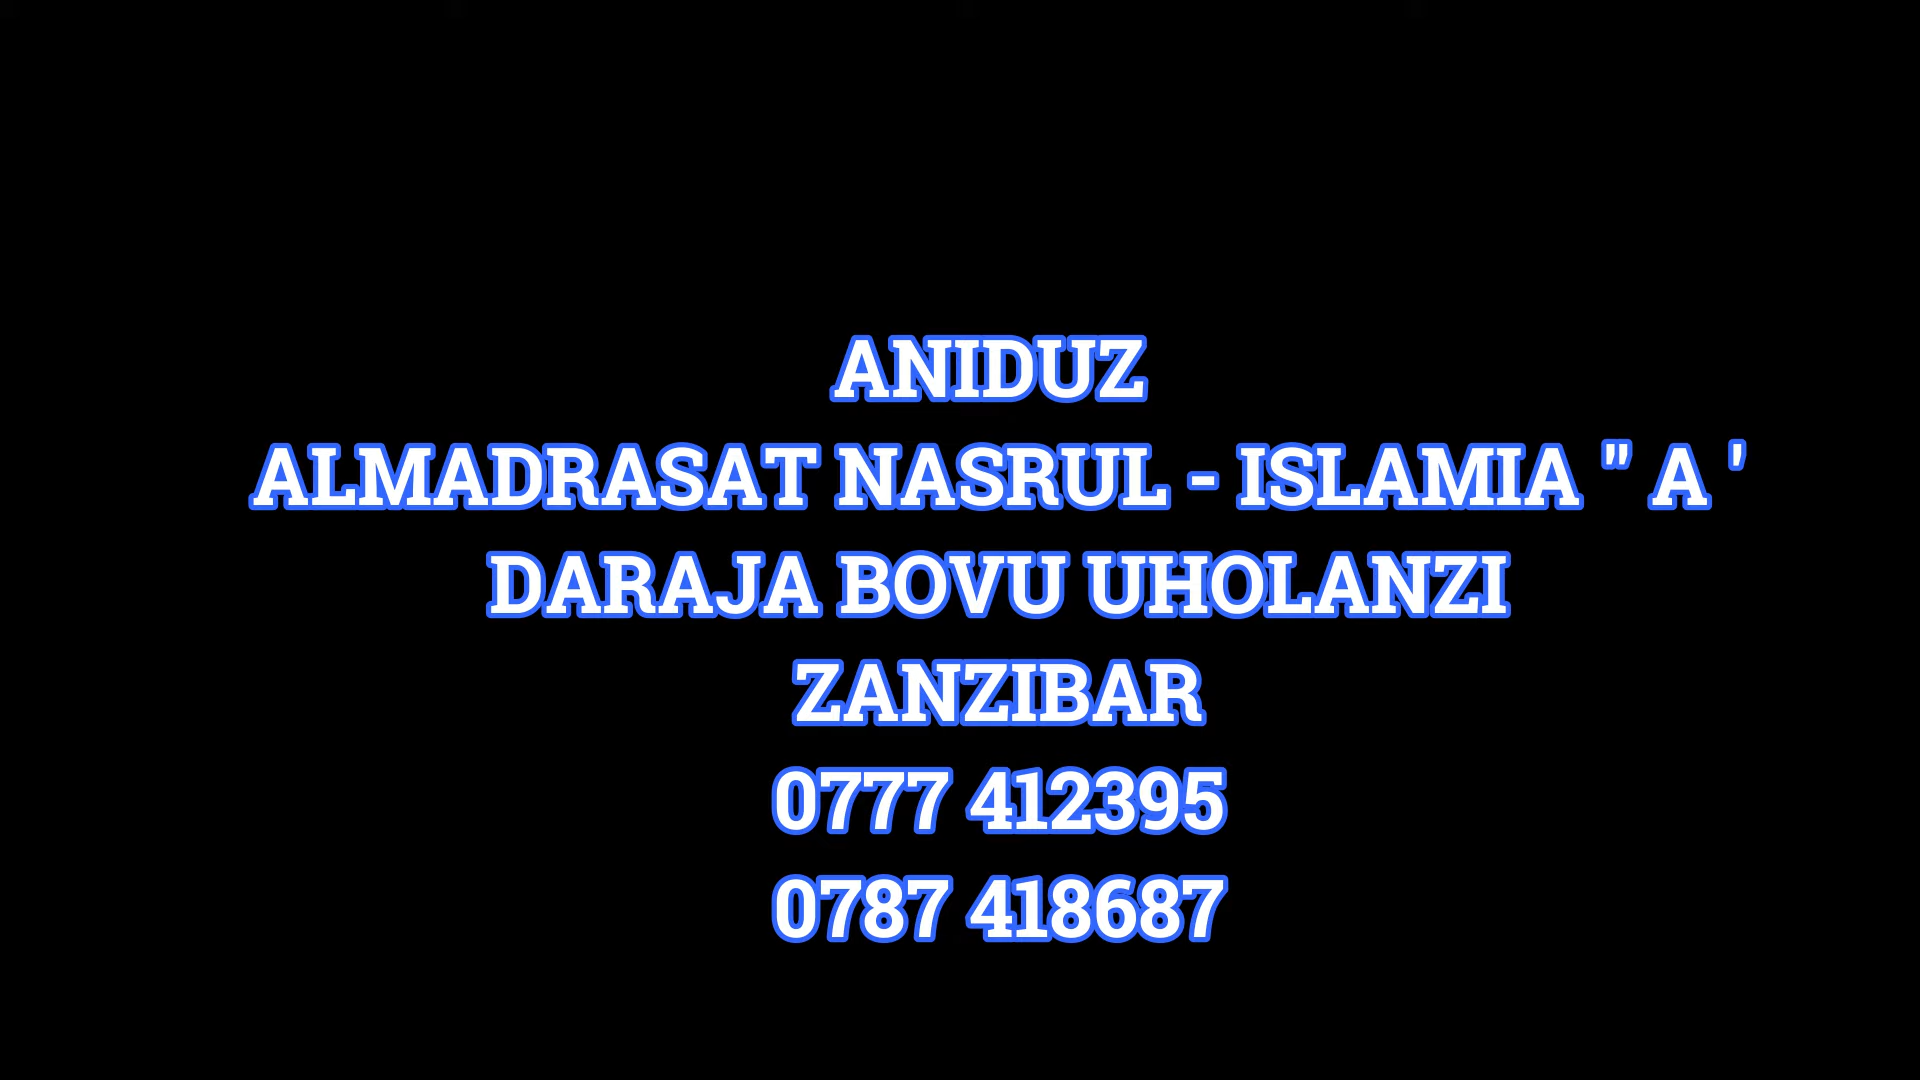 ANIDUZ
ALMADRASAT NASRUL - ISLAMIA " A '
DARAJA BOVU UHOLANZI
ZANZIBAR
0777 412395
0787 418687